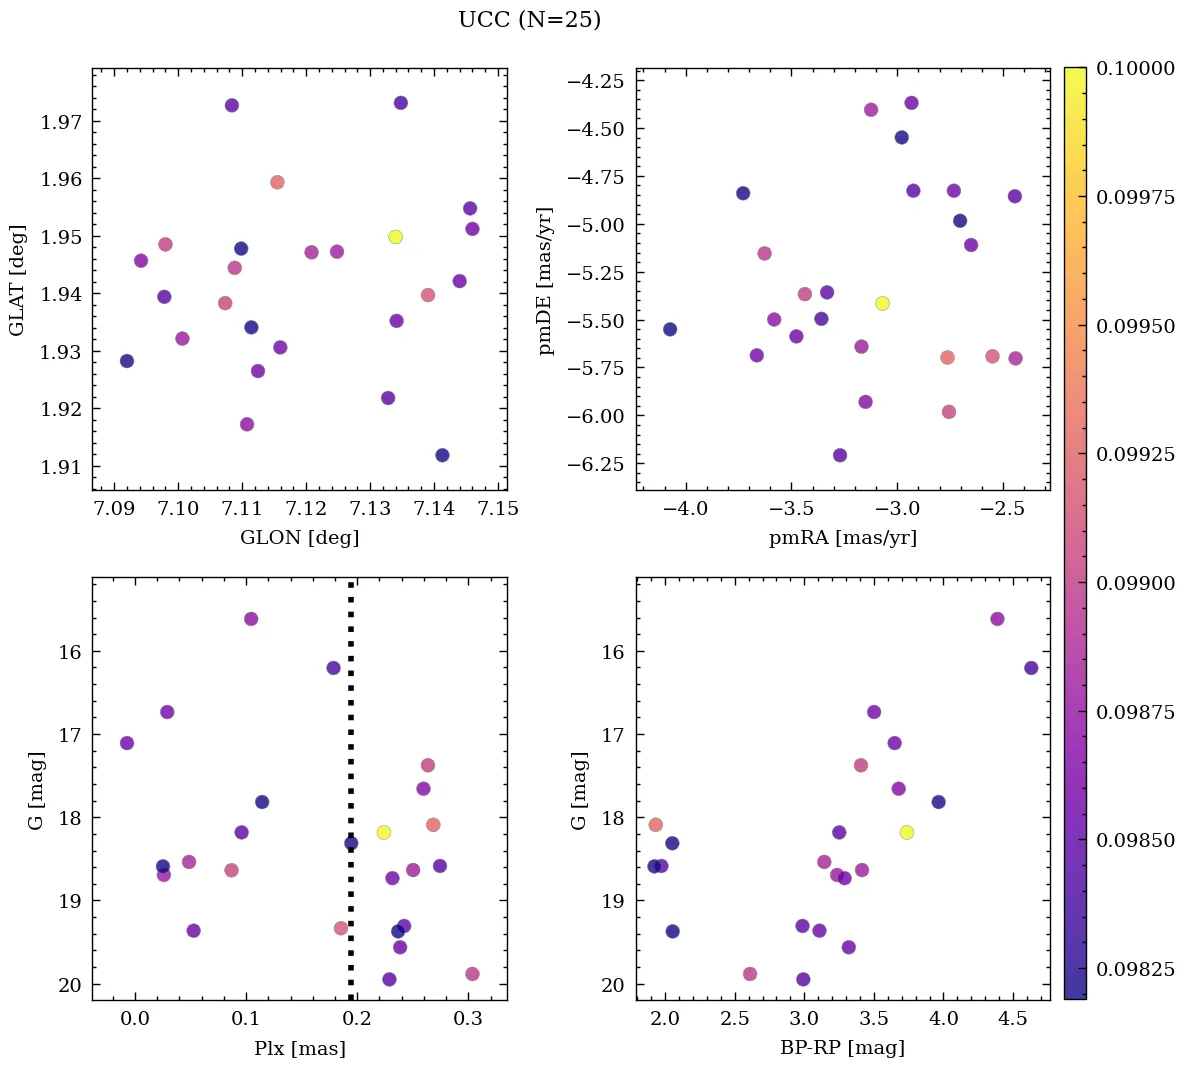 UCC (N=25)
1.97
1.96
1.95
1.94
1.93
1.92
1.91
GLAT [deg]
7.09 7.10 7.11 7.12 7.13 7.14 7.15
GLON [deg]
−4.25
−4.50
−4.75
−5.00
−5.25
−5.50
−5.75
−6.00
−6.25
pmDE [mas/yr]
−4.0 −3.5 −3.0 −2.5
pmRA [mas/yr]
16
17
18
19
20
G [mag]
0.0 0.1 0.2 0.3
Plx [mas]
16
17
18
19
20
G [mag]
2.0 2.5 3.0 3.5 4.0 4.5
BP-RP [mag]
0.10000
0.09975
0.09950
0.09925
0.09900
0.09875
0.09850
0.09825